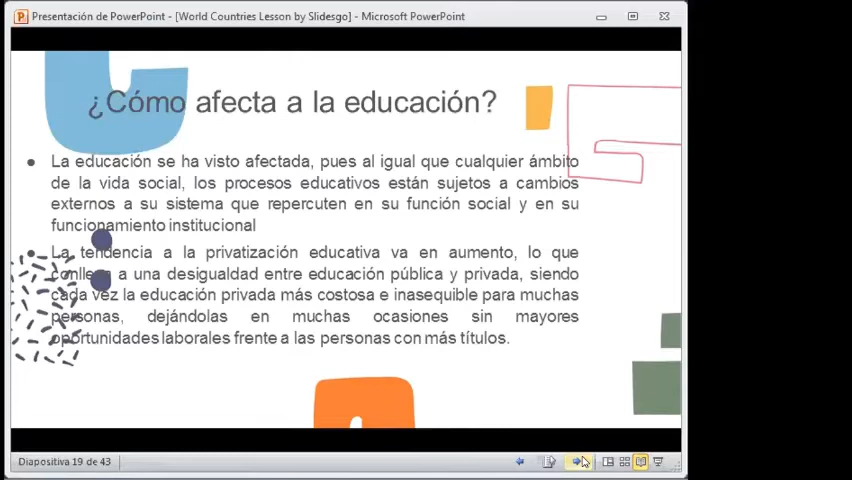 Presentación de PowerPoint - [World Countries Lesson by Slidesgo] - Microsoft PowerPoint
¿Cómo afecta a la educación?
● La educación se ha visto afectada, pues al igual que cualquier ámbito
de la vida social, los procesos educativos están sujetos a cambios
externos a su sistema que repercuten en su función social y en su
funcionamiento institucional
● La tendencia a la privatización educativa va en aumento, lo que
conlleva a una desigualdad entre educación pública y privada, siendo
cada vez la educación privada más costosa e inasequible para muchas
personas, dejándolas en muchas ocasiones sin mayores
oportunidades laborales frente a las personas con más títulos.
Diapositiva 19 de 43